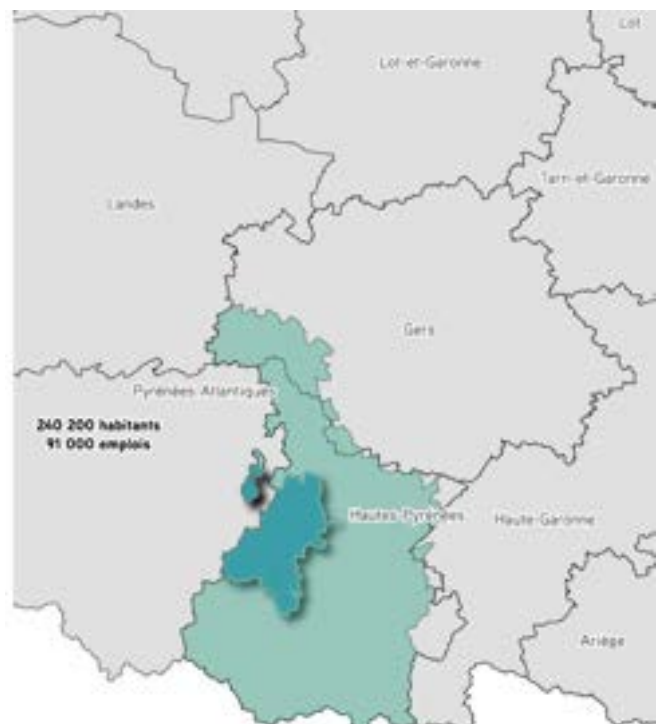 Lot
Lot-et-Garonne
Tarn-et-Garonne
Landes
Gers
Pyrénées-Atlantiques
240 200 habitants
91 000 emplois
Hautes-Pyrénées
Haute-Garonne
Ariège